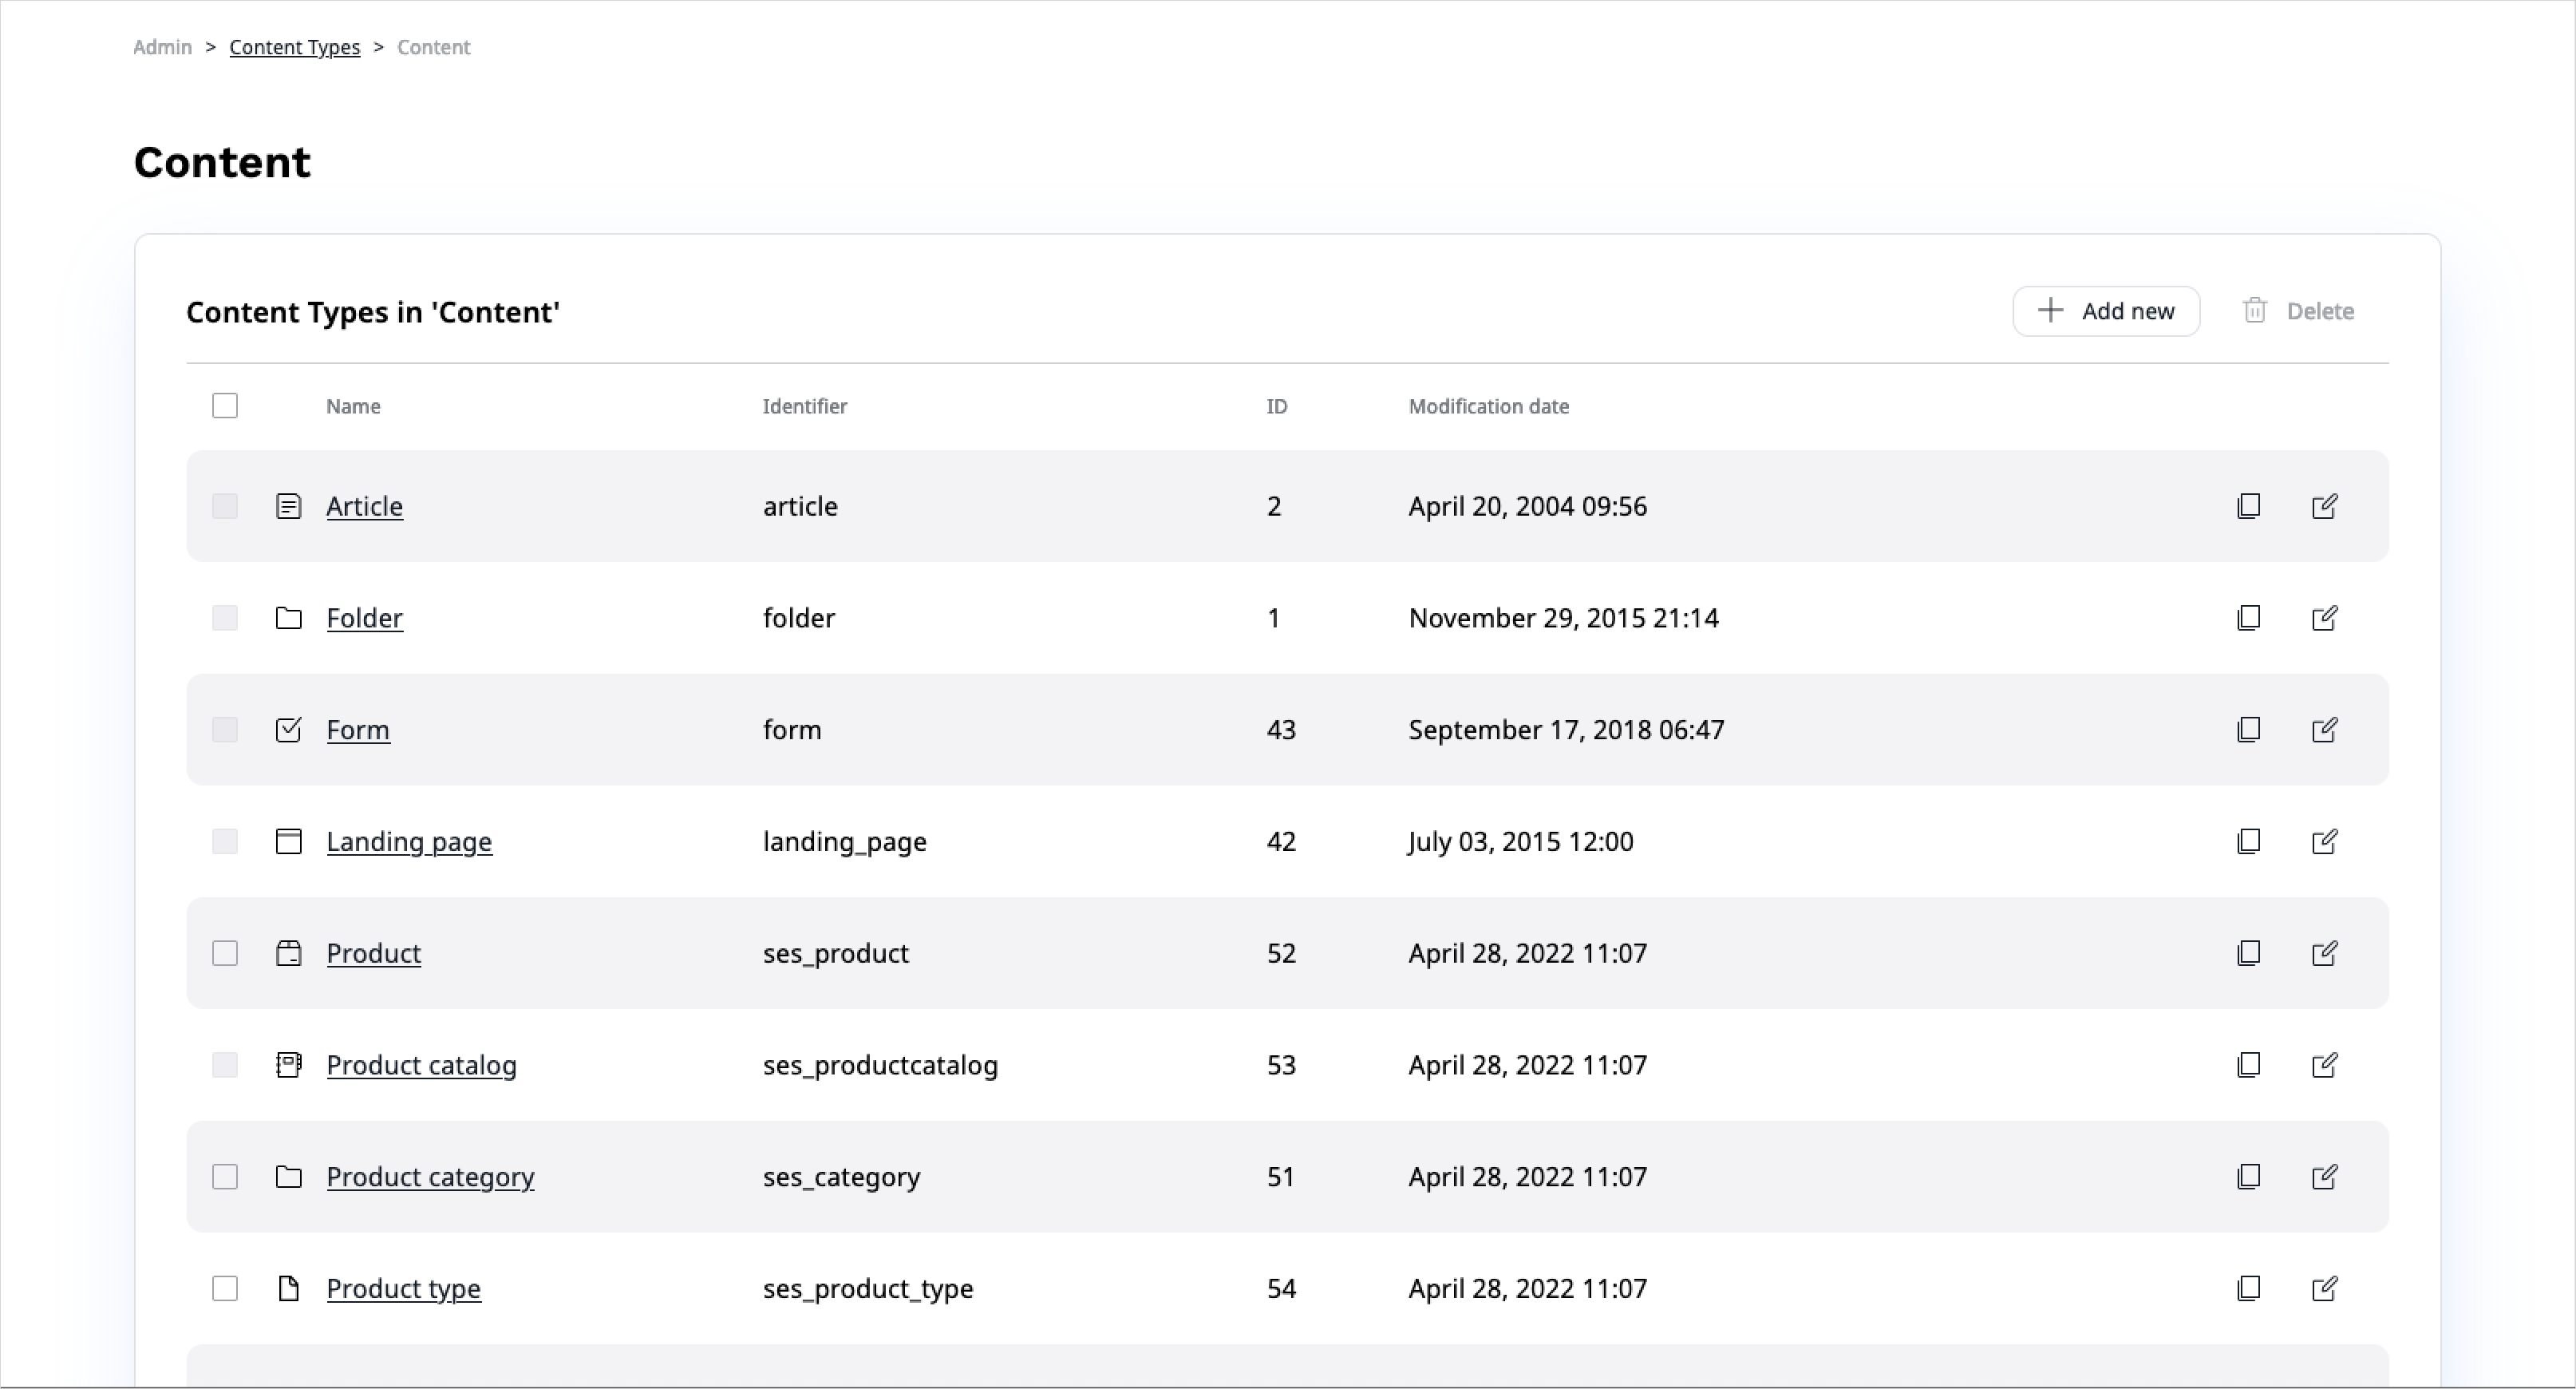 Admin > Content Types > Content
Content
Content Types in 'Content' Add new Delete
Name Identifier ID Modification date
Article article 2 April 20, 2004 09:56
Folder folder 1 November 29, 2015 21:14
Form form 43 September 17, 2018 06:47
Landing page landing_page 42 July 03, 2015 12:00
Product ses_product 52 April 28, 2022 11:07
Product catalog ses_productcatalog 53 April 28, 2022 11:07
Product category ses_category 51 April 28, 2022 11:07
Product type ses_product_type 54 April 28, 2022 11:07